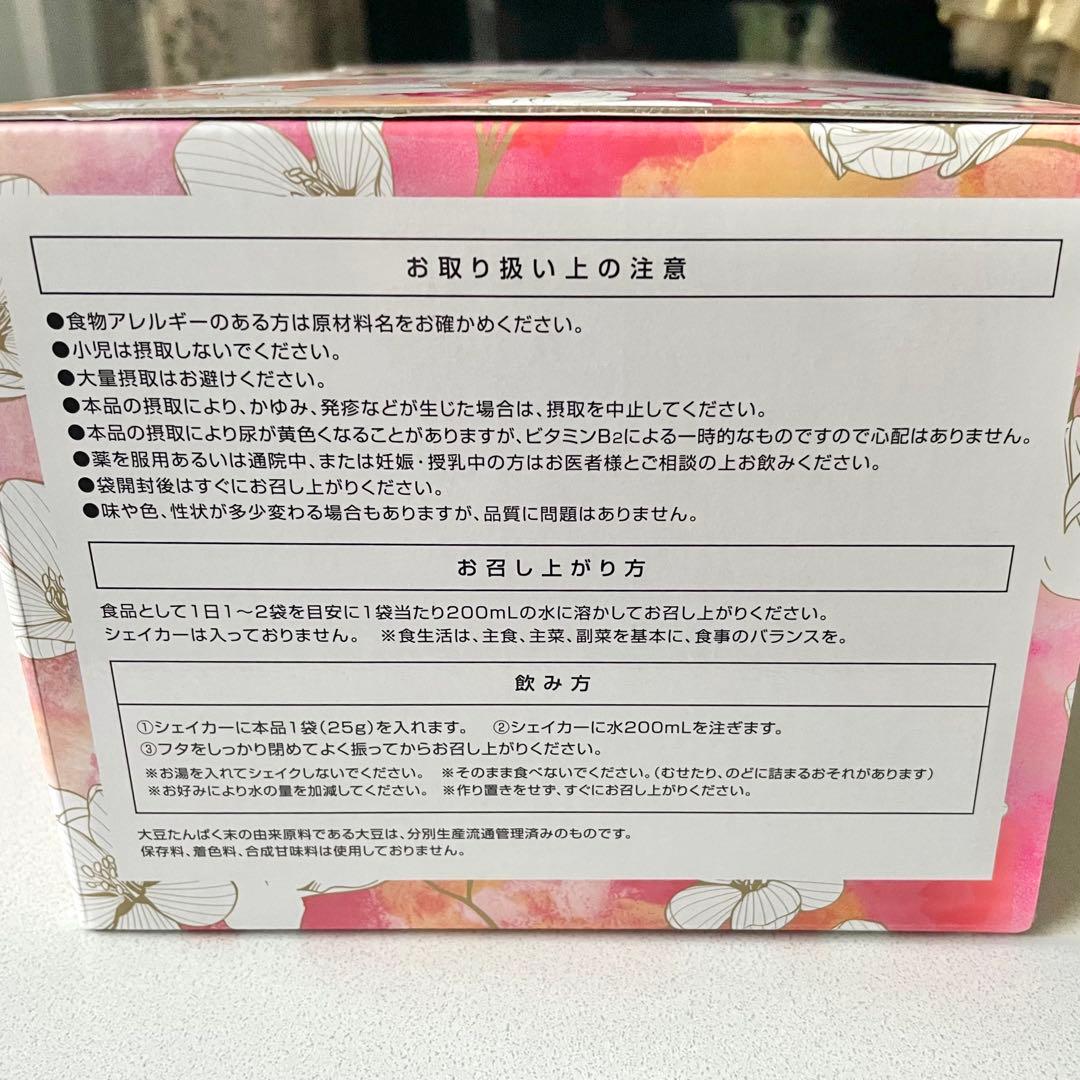 お取り扱い上の注意
●食物アレルギーのある方は原材料名をお確かめください。
●小児は摂取しないでください。
●大量摂取はお避けください。
●本品の摂取により、かゆみ、発疹などが生じた場合は、摂取を中止してください。
●本品の摂取により尿が黄色くなることがありますが、ビタミンB2による一時的なものですので心配はありません。
●薬を服用あるいは通院中、または妊娠・授乳中の方はお医者様とご相談の上お飲みください。
●袋開封後はすぐにお召し上がりください。
●味や色、性状が多少変わる場合もありますが、品質に問題はありません。
お召し上がり方
食品として1日1～2袋を目安に1袋当たり200mLの水に溶かしてお召し上がりください。
シェイカーは入っておりません。 ※食生活は、主食、主菜、副菜を基本に、食事のバランスを。
飲み方
①シェイカーに本品1袋(25g)を入れます。 ②シェイカーに水200mLを注ぎます。
③フタをしっかり閉めてよく振ってからお召し上がりください。
※お湯を入れてシェイクしないでください。 ※そのまま食べないでください。(むせたり、のどに詰まるおそれがあります)
※お好みにより水の量を加減してください。 ※作り置きをせず、すぐにお召し上がりください。
大豆たんぱく末の由来原料である大豆は、分別生産流通管理済みのものです。
保存料、着色料、合成甘味料は使用しておりません。